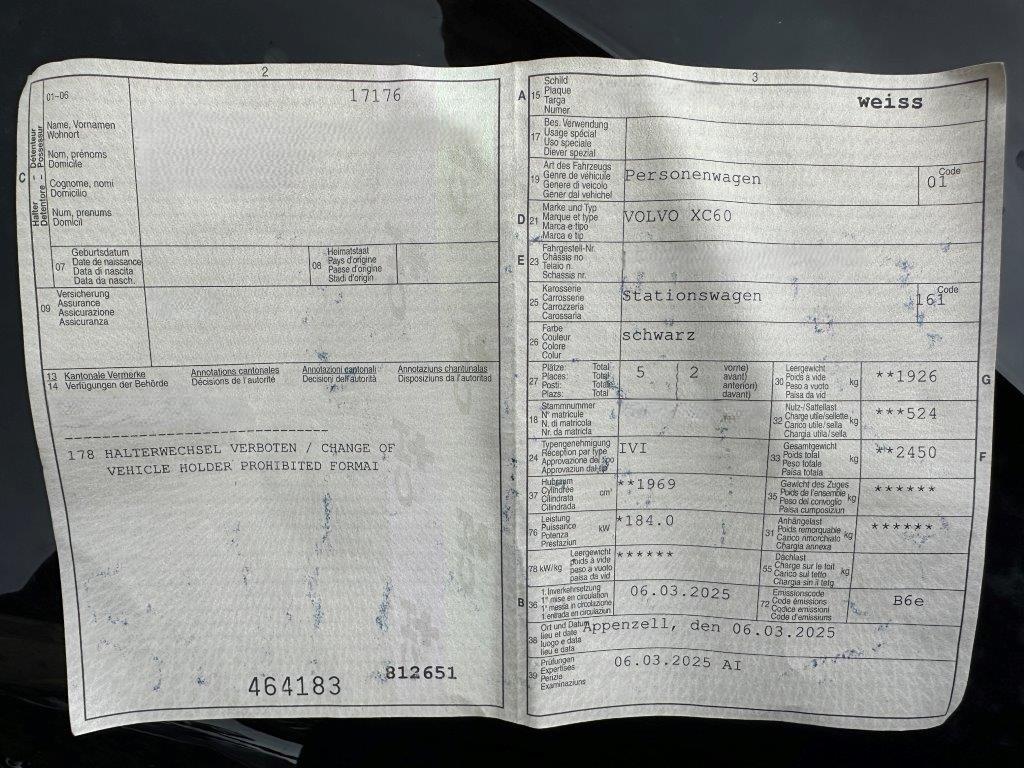 2
01-06
17176
C
Halter – Détenteur
Detentore – Possessur
Name, Vornamen
Wohnort
Nom, prénoms
Domicile
Cognome, nomi
Domicilio
Num, prenums
Domicil
07
Geburtsdatum
Date de naissance
Data di nascita
Data da nasch.
08
Heimatstaat
Pays d'origine
Paese d'origine
Stadi d'origin
09
Versicherung
Assurance
Assicurazione
Assicuranza
13 Kantonale Vermerke
14 Verfügungen der Behörde
Annotations cantonales
Décisions de l'autorité
Annotazioni cantonali
Decisioni dell'autorità
Annotaziuns chantunalas
Disposiziuns da l'autoritad
--------------------------------
178 HALTERWECHSEL VERBOTEN / CHANGE OF
VEHICLE HOLDER PROHIBITED FORMAI
464183
812651
3
A 15
Schild
Plaque
Targa
Numer
weiss
17
Bes. Verwendung
Usage spécial
Uso speciale
Diever spezial
19
Art des Fahrzeugs
Genre de véhicule
Genere di veicolo
Gener dal vehichel
Personenwagen
Code
01
D 21
Marke und Typ
Marque et type
Marca e tipo
Marca e tip
VOLVO XC60
E 23
Fahrgestell-Nr.
Châssis no
Telaio n.
Schassis nr.
25
Karosserie
Carrosserie
Carrozzeria
Carossaria
Stationswagen
Code
161
26
Farbe
Couleur
Colore
Colur
schwarz
27
Plätze: Total
Places: Total
Posti: Totale
Plazs: Total
5
2
vorne)
avant)
anteriori)
davant)
30
Leergewicht
Poids à vide
Peso a vuoto
Paisa da vid
kg
**1926
G
18
Stammnummer
N° matricule
N. di matricola
Nr. da matricla
32
Nutz-/Sattellast
Charge utile/sellette
Carico utile/sella
Chargia utila/sella
kg
***524
24
Typengenehmigung
Réception par type
Approvazione del tipo
Approvaziun dal tip
IVI
33
Gesamtgewicht
Poids total
Peso totale
Paisa totala
kg
**2450
F
37
Hubraum
Cylindrée
Cilindrata
Cilindrada
cm³
**1969
35
Gewicht des Zuges
Poids de l'ensemble
Peso del convoglio
Paisa cumposiziun
kg
******
76
Leistung
Puissance
Potenza
Prestaziun
kW
*184.0
31
Anhängelast
Poids remorquable
Carico rimorchiato
Chargia annexa
kg
******
78 kW/kg
Leergewicht
poids à vide
peso a vuoto
paisa da vid
******
55
Dachlast
Charge sur le toit
Carico sul tetto
Chargia sin il tetg
kg
B 36
1. Inverkehrsetzung
1re mise en circulation
1a messa in circolazione
1. entrada en circulaziun
06.03.2025
72
Emissionscode
Code émissions
Codice emissioni
Code d'emissiuns
B6e
38
Ort und Datum
lieu et date
luogo e data
lieu e data
Appenzell, den 06.03.2025
39
Prüfungen
Expertises
Perizie
Examinaziuns
06.03.2025 AI